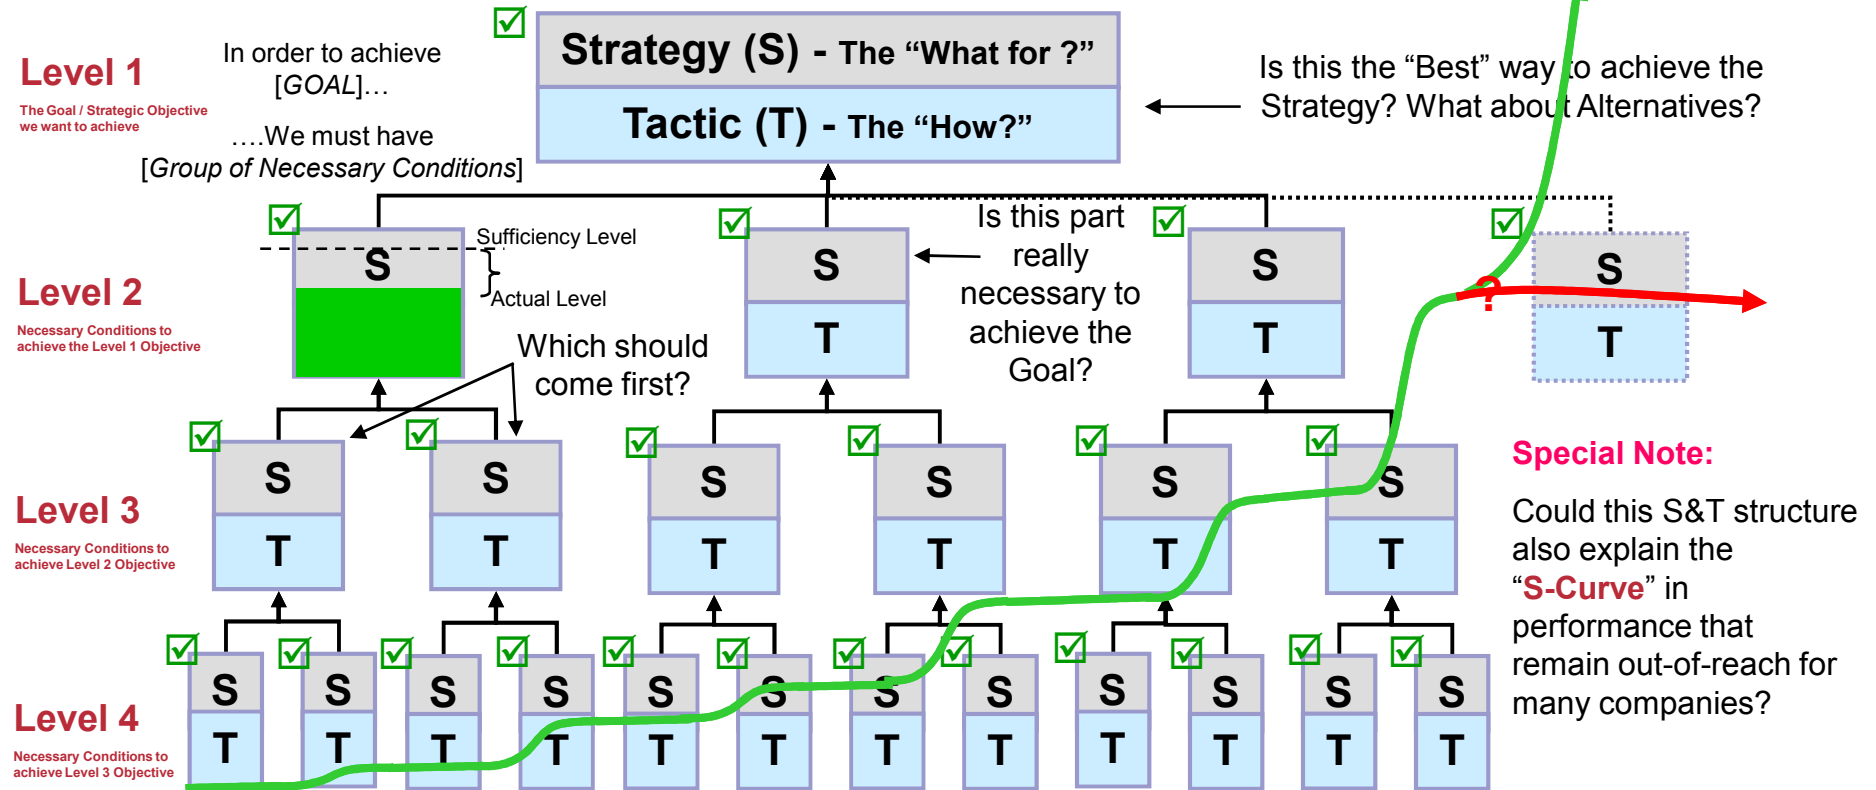 Level 1
The Goal / Strategic Objective
we want to achieve
In order to achieve
[GOAL]…
….We must have
[Group of Necessary Conditions]
Strategy (S) - The “What for ?”
Tactic (T) - The “How?”
Is this the “Best” way to achieve the
Strategy? What about Alternatives?
Level 2
Necessary Conditions to
achieve the Level 1 Objective
S
Sufficiency Level
Actual Level
S
T
Is this part
really
necessary to
achieve the
Goal?
S
T
?
S
T
Which should
come first?
Level 3
Necessary Conditions to
achieve Level 2 Objective
S
T
S
T
S
T
S
T
S
T
S
T
Special Note:
Could this S&T structure
also explain the
“S-Curve” in
performance that
remain out-of-reach for
many companies?
Level 4
Necessary Conditions to
achieve Level 3 Objective
S
T
S
T
S
T
S
T
S
T
S
T
S
T
S
T
S
T
S
T
S
T
S
T